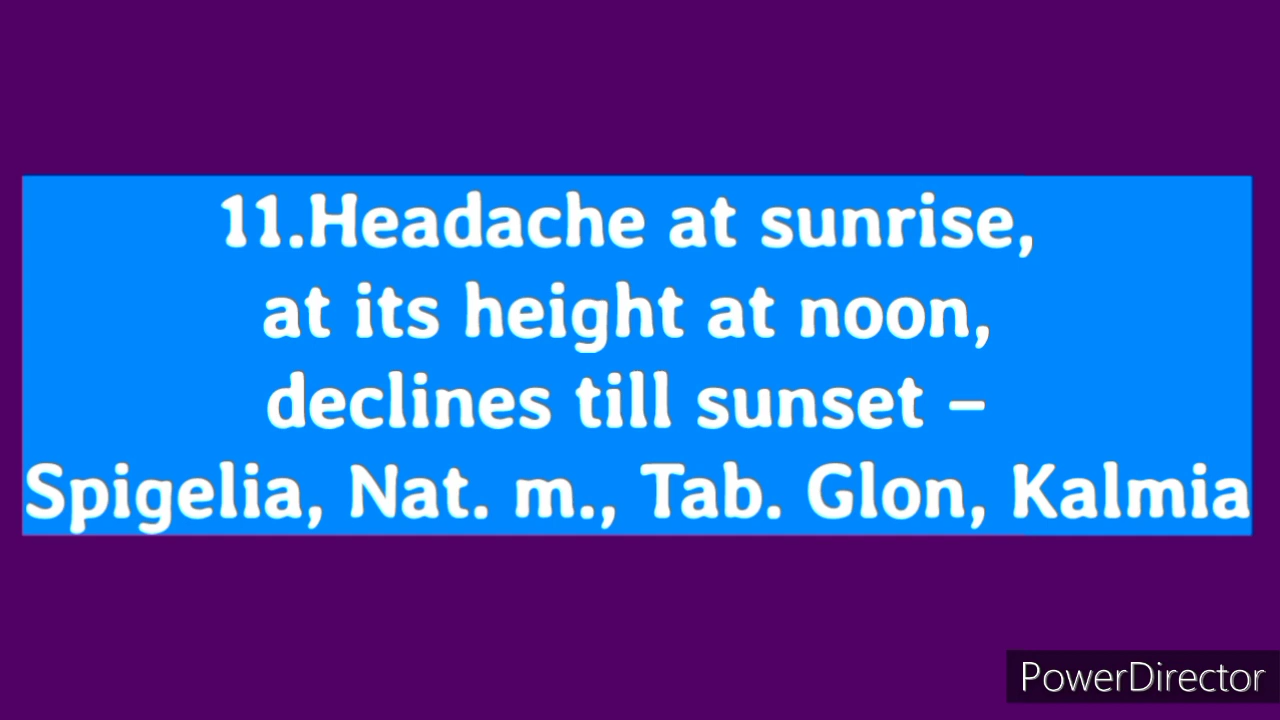 11.Headache at sunrise,
at its height at noon,
declines till sunset –
Spigelia, Nat. m., Tab. Glon, Kalmia
PowerDirector